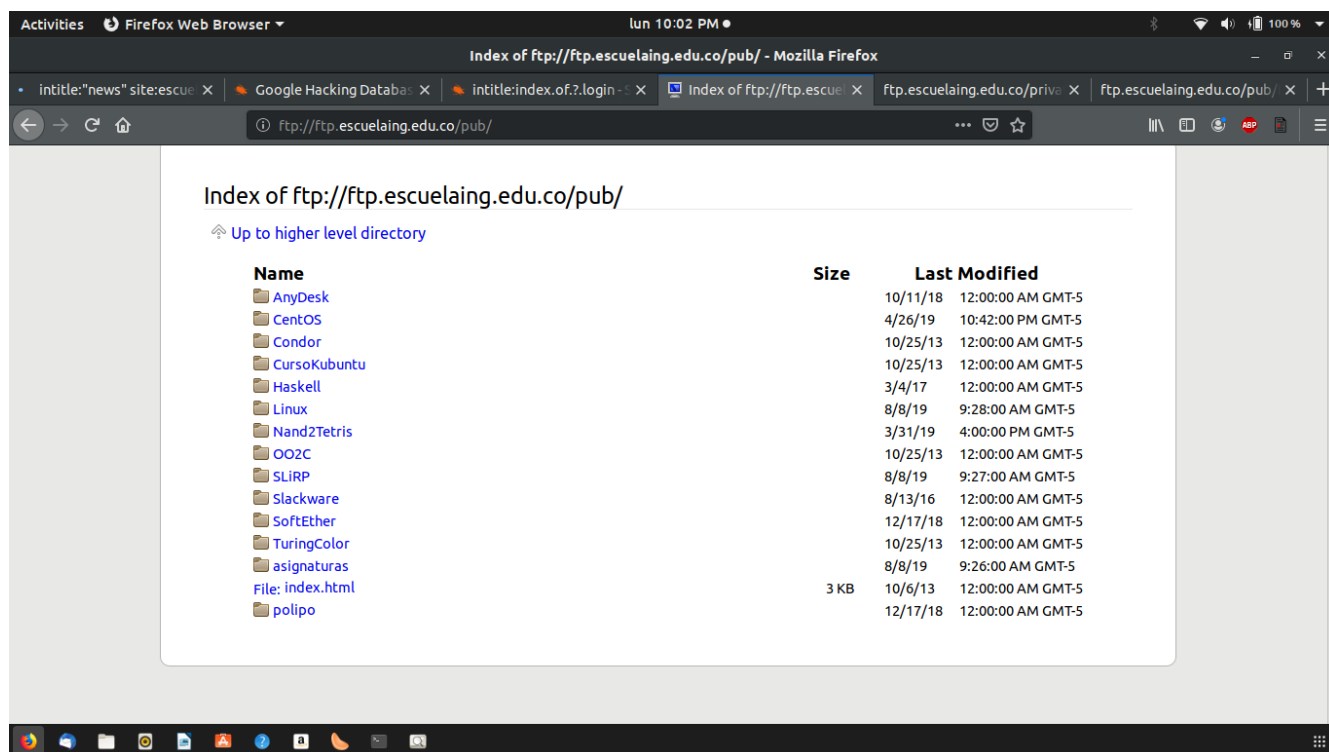 Activities Firefox Web Browser lun 10:02 PM 100 %
Index of ftp://ftp.escuelaing.edu.co/pub/ - Mozilla Firefox
intitle:"news" site:escue Google Hacking Databas intitle:index.of.?.login - S Index of ftp://ftp.escuel ftp.escuelaing.edu.co/priva ftp.escuelaing.edu.co/pub/
ftp://ftp.escuelaing.edu.co/pub/ ABP
Index of ftp://ftp.escuelaing.edu.co/pub/
Up to higher level directory
Name Size Last Modified
AnyDesk 10/11/18 12:00:00 AM GMT-5
CentOS 4/26/19 10:42:00 PM GMT-5
Condor 10/25/13 12:00:00 AM GMT-5
CursoKubuntu 10/25/13 12:00:00 AM GMT-5
Haskell 3/4/17 12:00:00 AM GMT-5
Linux 8/8/19 9:28:00 AM GMT-5
Nand2Tetris 3/31/19 4:00:00 PM GMT-5
OO2C 10/25/13 12:00:00 AM GMT-5
SLiRP 8/8/19 9:27:00 AM GMT-5
Slackware 8/13/16 12:00:00 AM GMT-5
SoftEther 12/17/18 12:00:00 AM GMT-5
TuringColor 10/25/13 12:00:00 AM GMT-5
asignaturas 8/8/19 9:26:00 AM GMT-5
File: index.html 3 KB 10/6/13 12:00:00 AM GMT-5
polipo 12/17/18 12:00:00 AM GMT-5